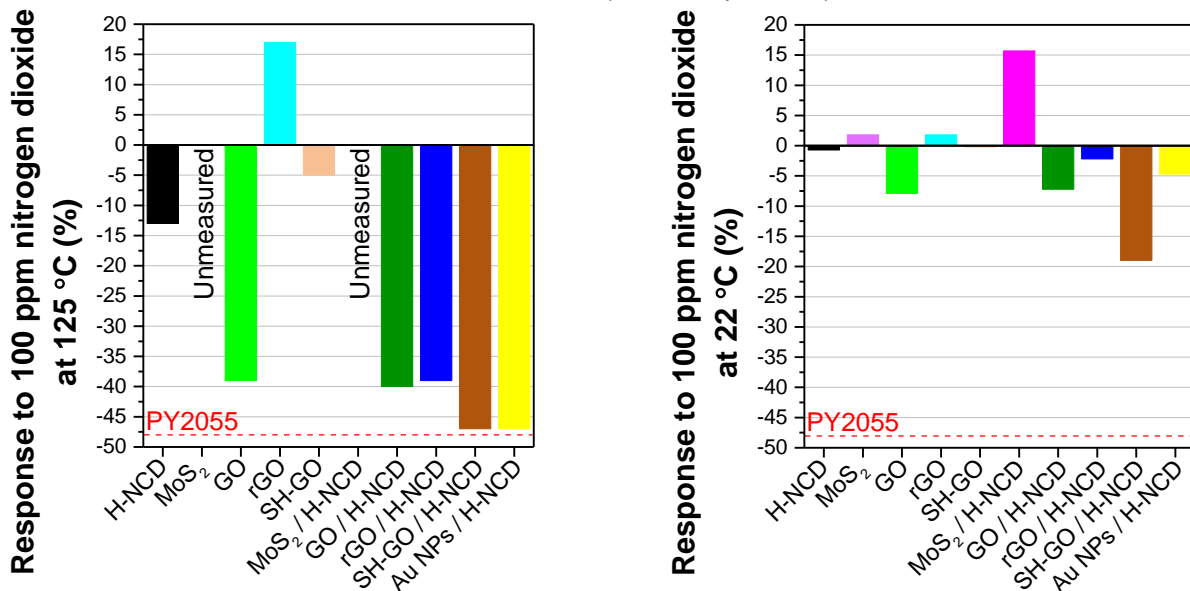 Response to 100 ppm nitrogen dioxide
at 125 °C (%)
20
15
10
5
0
-5
-10
-15
-20
-25
-30
-35
-40
-45
-50
Unmeasured
Unmeasured
PY2055
H-NCD
MoS₂
GO
rGO
SH-GO
MoS₂ / H-NCD
GO / H-NCD
rGO / H-NCD
SH-GO / H-NCD
Au NPs / H-NCD
Response to 100 ppm nitrogen dioxide
at 22 °C (%)
20
15
10
5
0
-5
-10
-15
-20
-25
-30
-35
-40
-45
-50
PY2055
H-NCD
MoS₂
GO
rGO
SH-GO
MoS₂ / H-NCD
GO / H-NCD
rGO / H-NCD
SH-GO / H-NCD
Au NPs / H-NCD